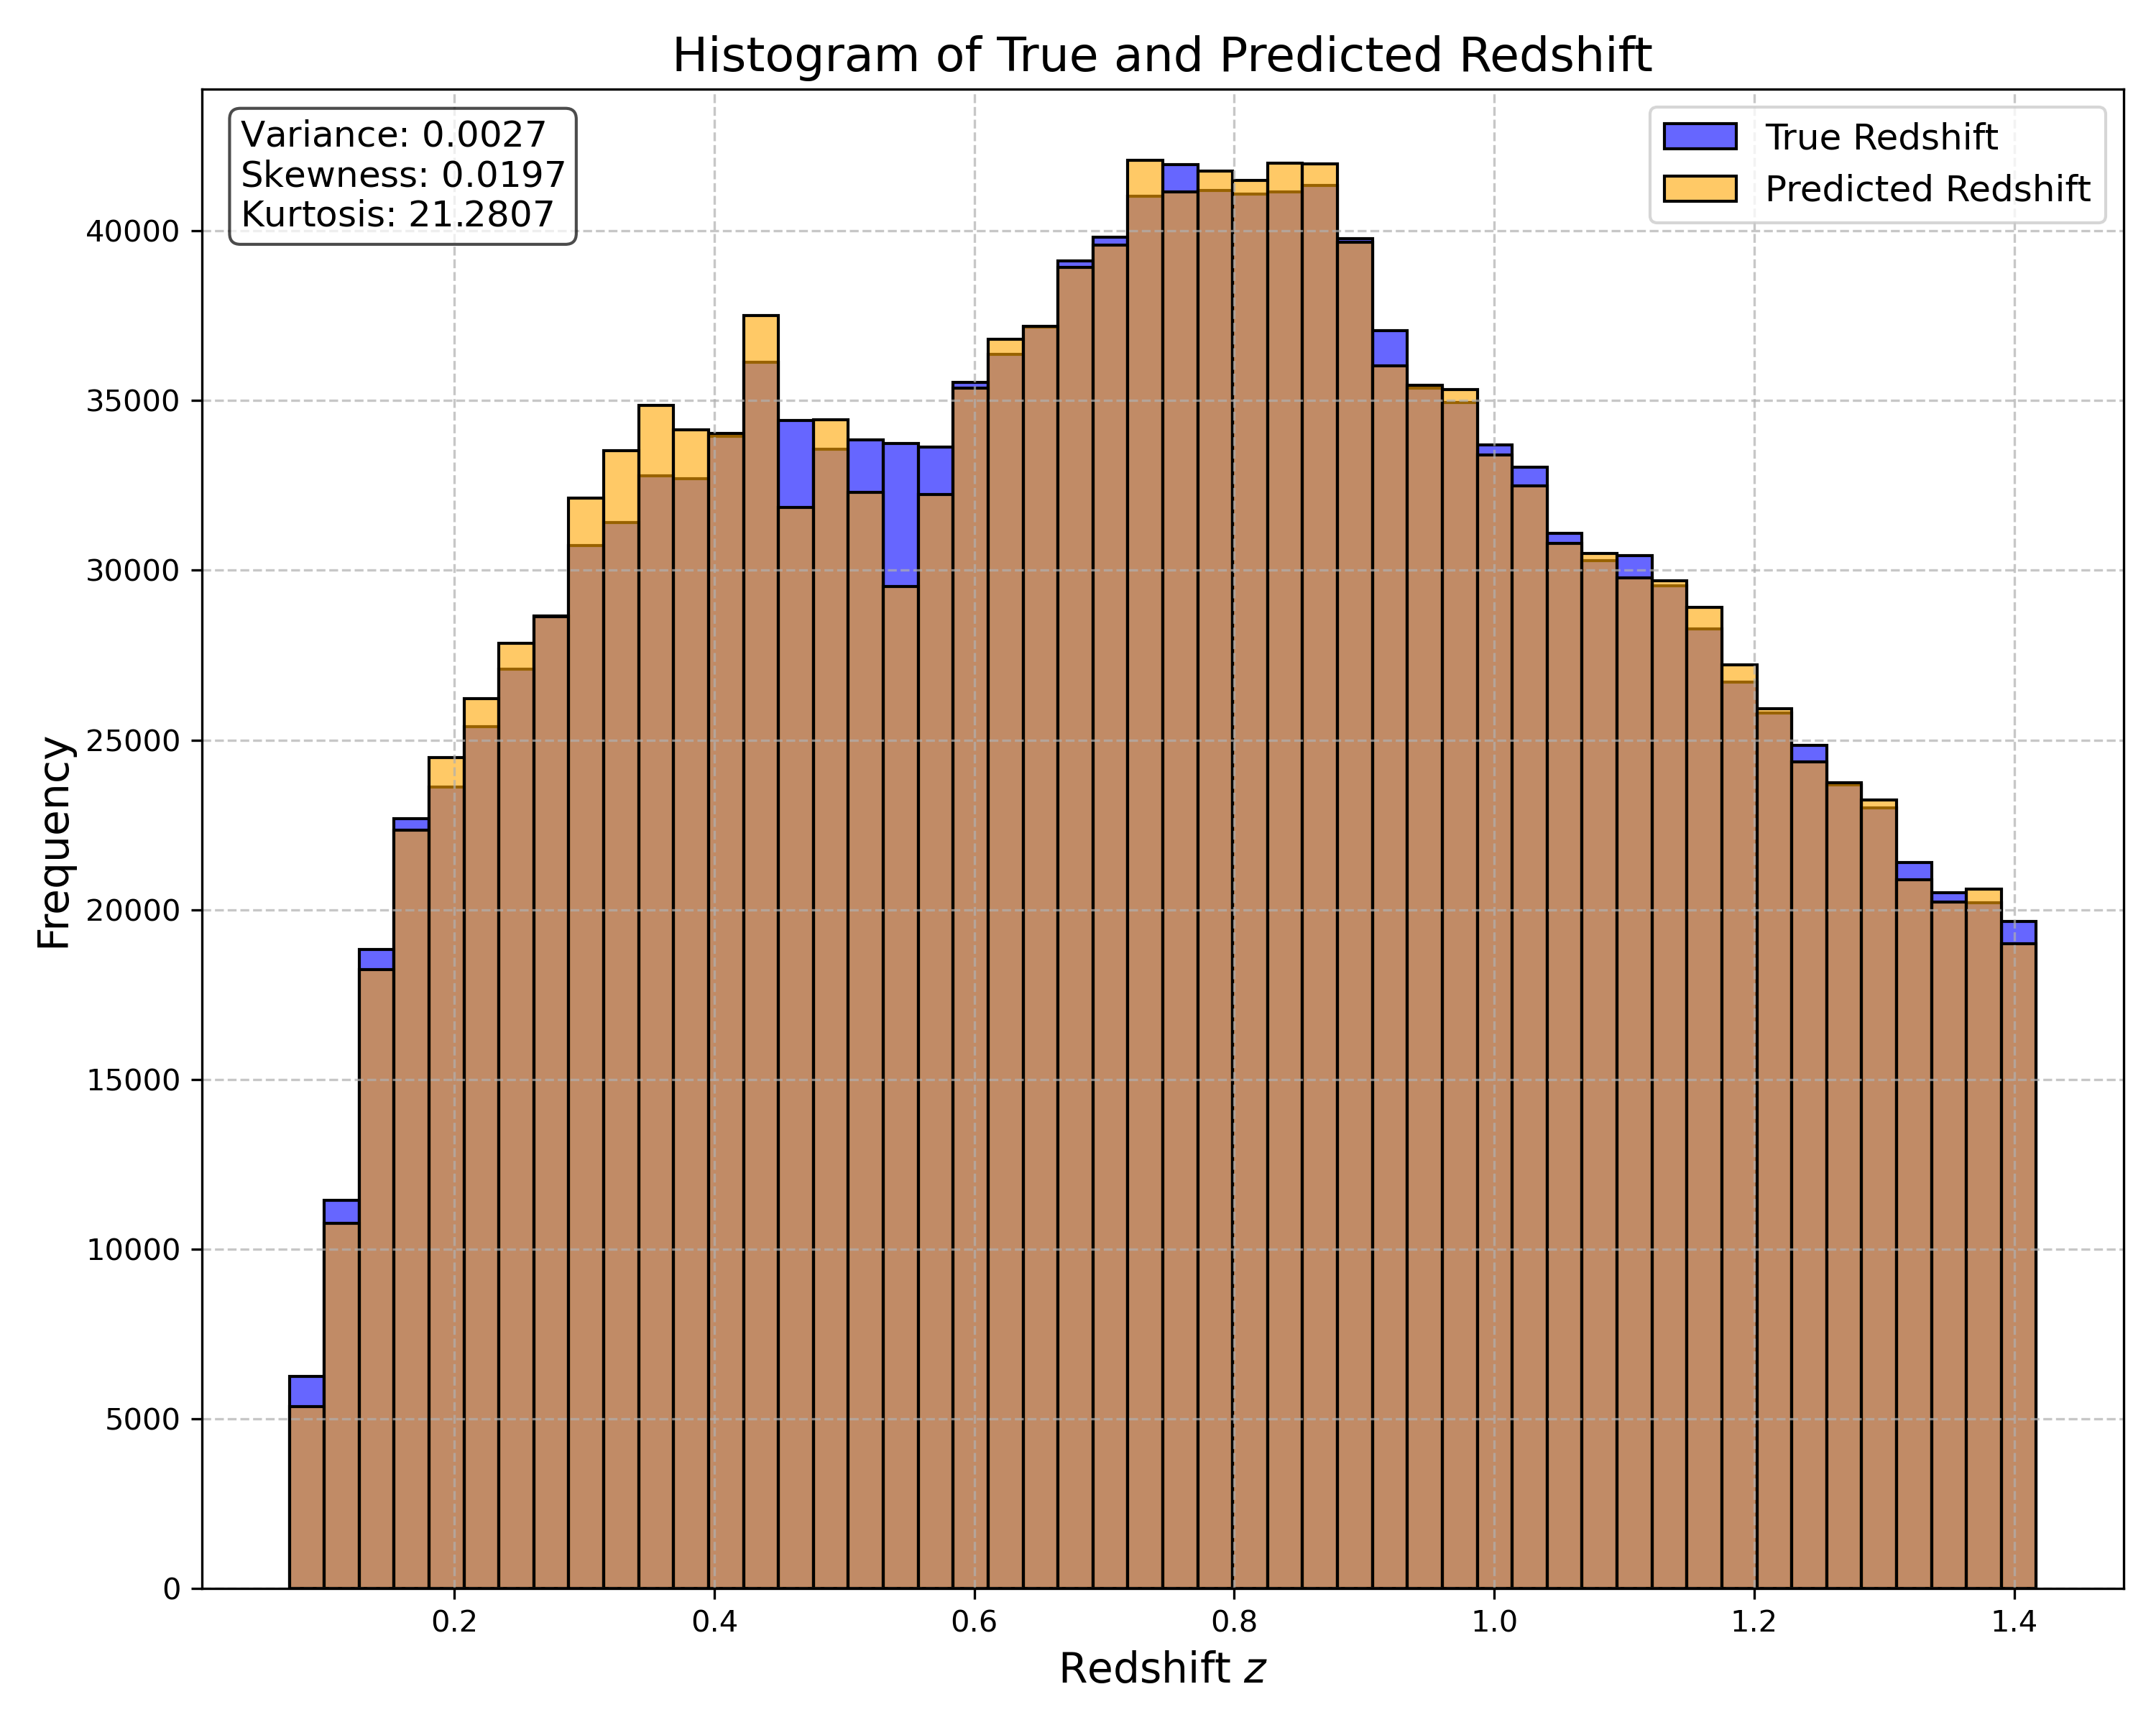 Histogram of True and Predicted Redshift
Variance: 0.0027
Skewness: 0.0197
Kurtosis: 21.2807
True Redshift
Predicted Redshift
Frequency
40000
35000
30000
25000
20000
15000
10000
5000
0
0.2 0.4 0.6 0.8 1.0 1.2 1.4
Redshift z